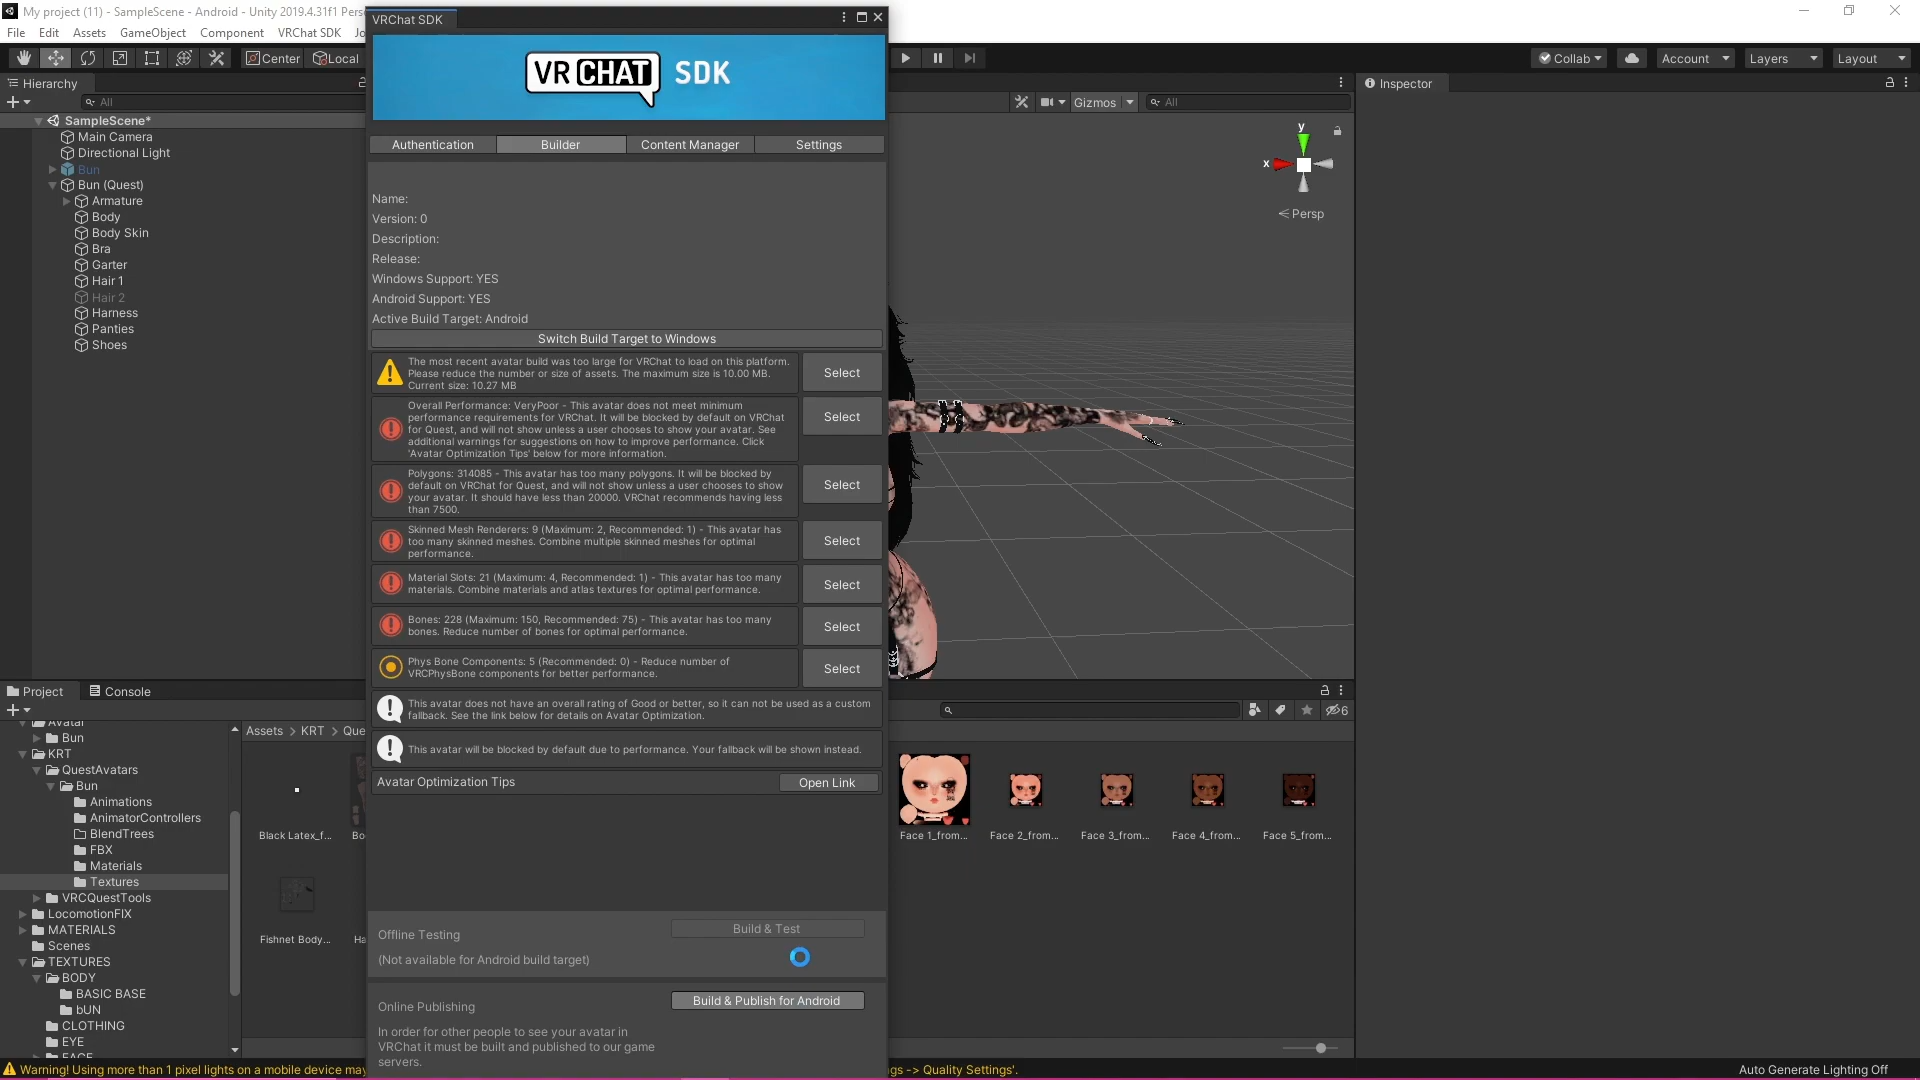 My project (11) - SampleScene - Android - Unity 2019.4.31f1 Pers
File Edit Assets GameObject Component VRChat SDK Jo
Center Local
Collab Account Layers Layout
Hierarchy
All
SampleScene*
Main Camera
Directional Light
Bun
Bun (Quest)
Armature
Body
Body Skin
Bra
Garter
Hair 1
Hair 2
Harness
Panties
Shoes
VRChat SDK
VR CHAT SDK
Authentication Builder Content Manager Settings
Name:
Version: 0
Description:
Release:
Windows Support: YES
Android Support: YES
Active Build Target: Android
Switch Build Target to Windows
The most recent avatar build was too large for VRChat to load on this platform.
Please reduce the number or size of assets. The maximum size is 10.00 MB.
Current size: 10.27 MB
Select
Overall Performance: VeryPoor - This avatar does not meet minimum
performance requirements for VRChat. It will be blocked by default on VRChat
for Quest, and will not show unless a user chooses to show your avatar. See
additional warnings for suggestions on how to improve performance. Click
'Avatar Optimization Tips' below for more information.
Select
Polygons: 314085 - This avatar has too many polygons. It will be blocked by
default on VRChat for Quest, and will not show unless a user chooses to show
your avatar. It should have less than 20000. VRChat recommends having less
than 7500.
Select
Skinned Mesh Renderers: 9 (Maximum: 2, Recommended: 1) - This avatar has
too many skinned meshes. Combine multiple skinned meshes for optimal
performance.
Select
Material Slots: 21 (Maximum: 4, Recommended: 1) - This avatar has too many
materials. Combine materials and atlas textures for optimal performance.
Select
Bones: 228 (Maximum: 150, Recommended: 75) - This avatar has too many
bones. Reduce number of bones for optimal performance.
Select
Phys Bone Components: 5 (Recommended: 0) - Reduce number of
VRCPhysBone components for better performance.
Select
This avatar does not have an overall rating of Good or better, so it can not be used as a custom
fallback. See the link below for details on Avatar Optimization.
This avatar will be blocked by default due to performance. Your fallback will be shown instead.
Avatar Optimization Tips
Open Link
Offline Testing
Build & Test
(Not available for Android build target)
Online Publishing
Build & Publish for Android
In order for other people to see your avatar in
VRChat it must be built and published to our game
servers.
Gizmos
All
y
x
Persp
Inspector
Project Console
Avatar
Bun
KRT
QuestAvatars
Bun
Animations
AnimatorControllers
BlendTrees
FBX
Materials
Textures
VRCQuestTools
LocomotionFIX
MATERIALS
Scenes
TEXTURES
BODY
BASIC BASE
bUN
CLOTHING
EYE
FACE
Assets > KRT > Que
6
Black Latex_f...
Bo
Face 1_from...
Face 2_from...
Face 3_from...
Face 4_from...
Face 5_from...
Fishnet Body...
Ha
Warning! Using more than 1 pixel lights on a mobile device may
gs -> Quality Settings'.
Auto Generate Lighting Off